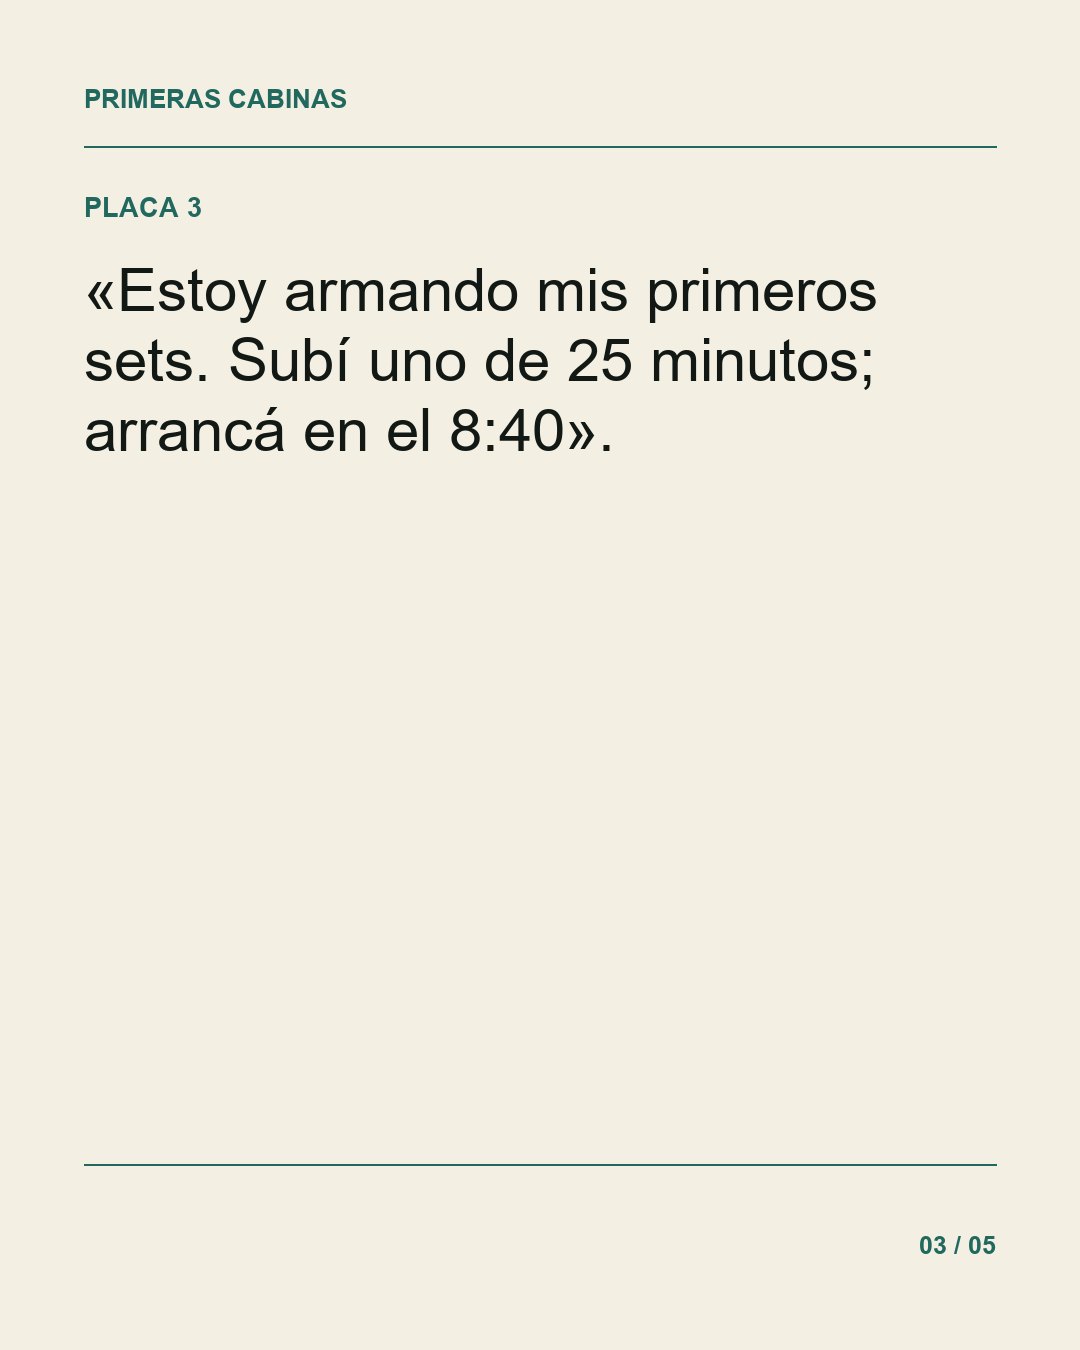 PRIMERAS CABINAS
PLACA 3
«Estoy armando mis primeros
sets. Subí uno de 25 minutos;
arrancá en el 8:40».
03 / 05